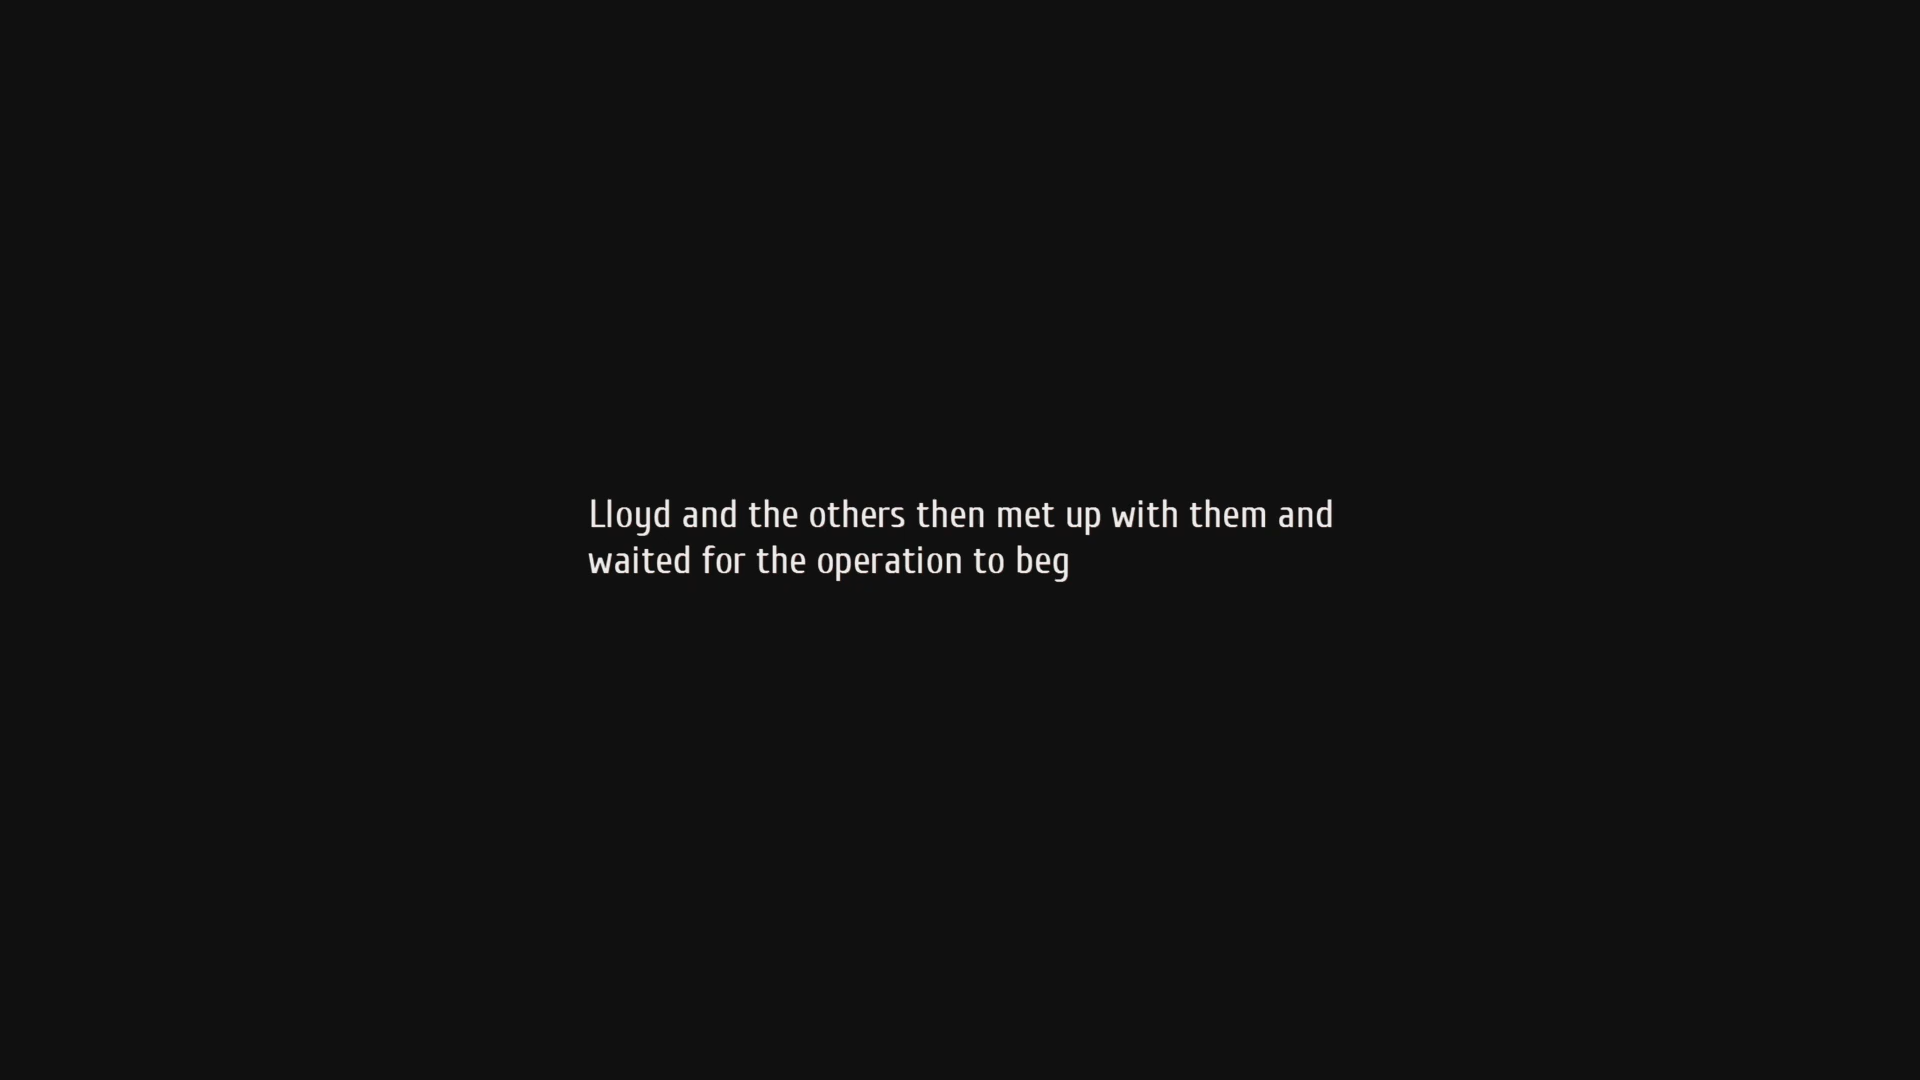 Lloyd and the others then met up with them and
waited for the operation to beg